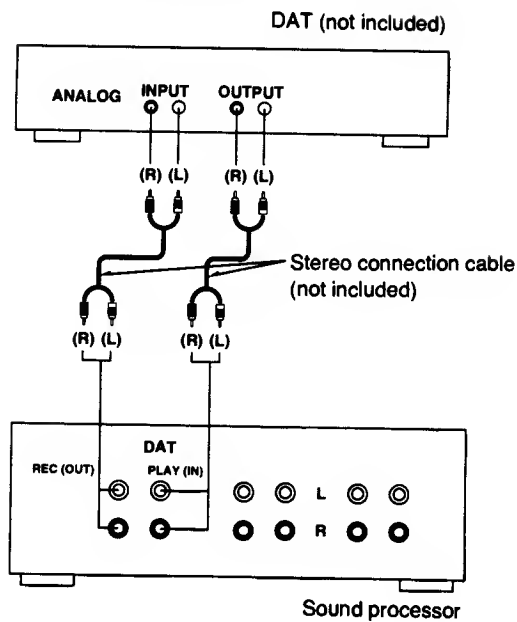 DAT (not included)
ANALOG INPUT OUTPUT
(R) (L) (R) (L)
Stereo connection cable
(not included)
(R) (L) (R) (L)
DAT
REC (OUT) PLAY (IN)
L
R
Sound processor